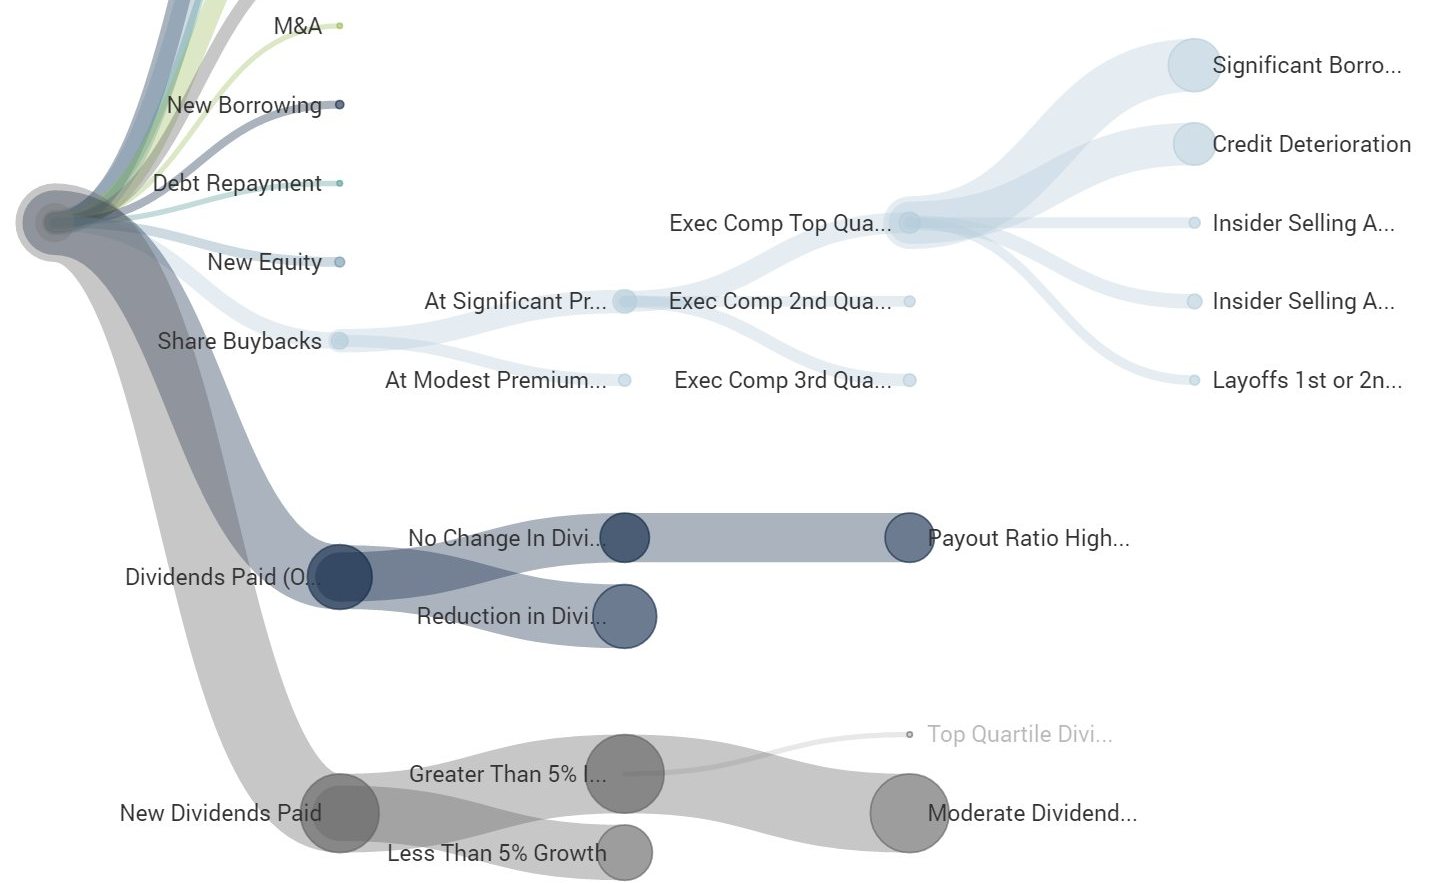 M&A
New Borrowing
Debt Repayment
New Equity
Share Buybacks
Dividends Paid (O...
New Dividends Paid
At Significant Pr...
At Modest Premium...
No Change In Divi...
Reduction in Divi...
Greater Than 5% I...
Less Than 5% Growth
Exec Comp Top Qua...
Exec Comp 2nd Qua...
Exec Comp 3rd Qua...
Payout Ratio High...
Top Quartile Divi...
Moderate Dividend...
Significant Borro...
Credit Deterioration
Insider Selling A...
Insider Selling A...
Layoffs 1st or 2n...